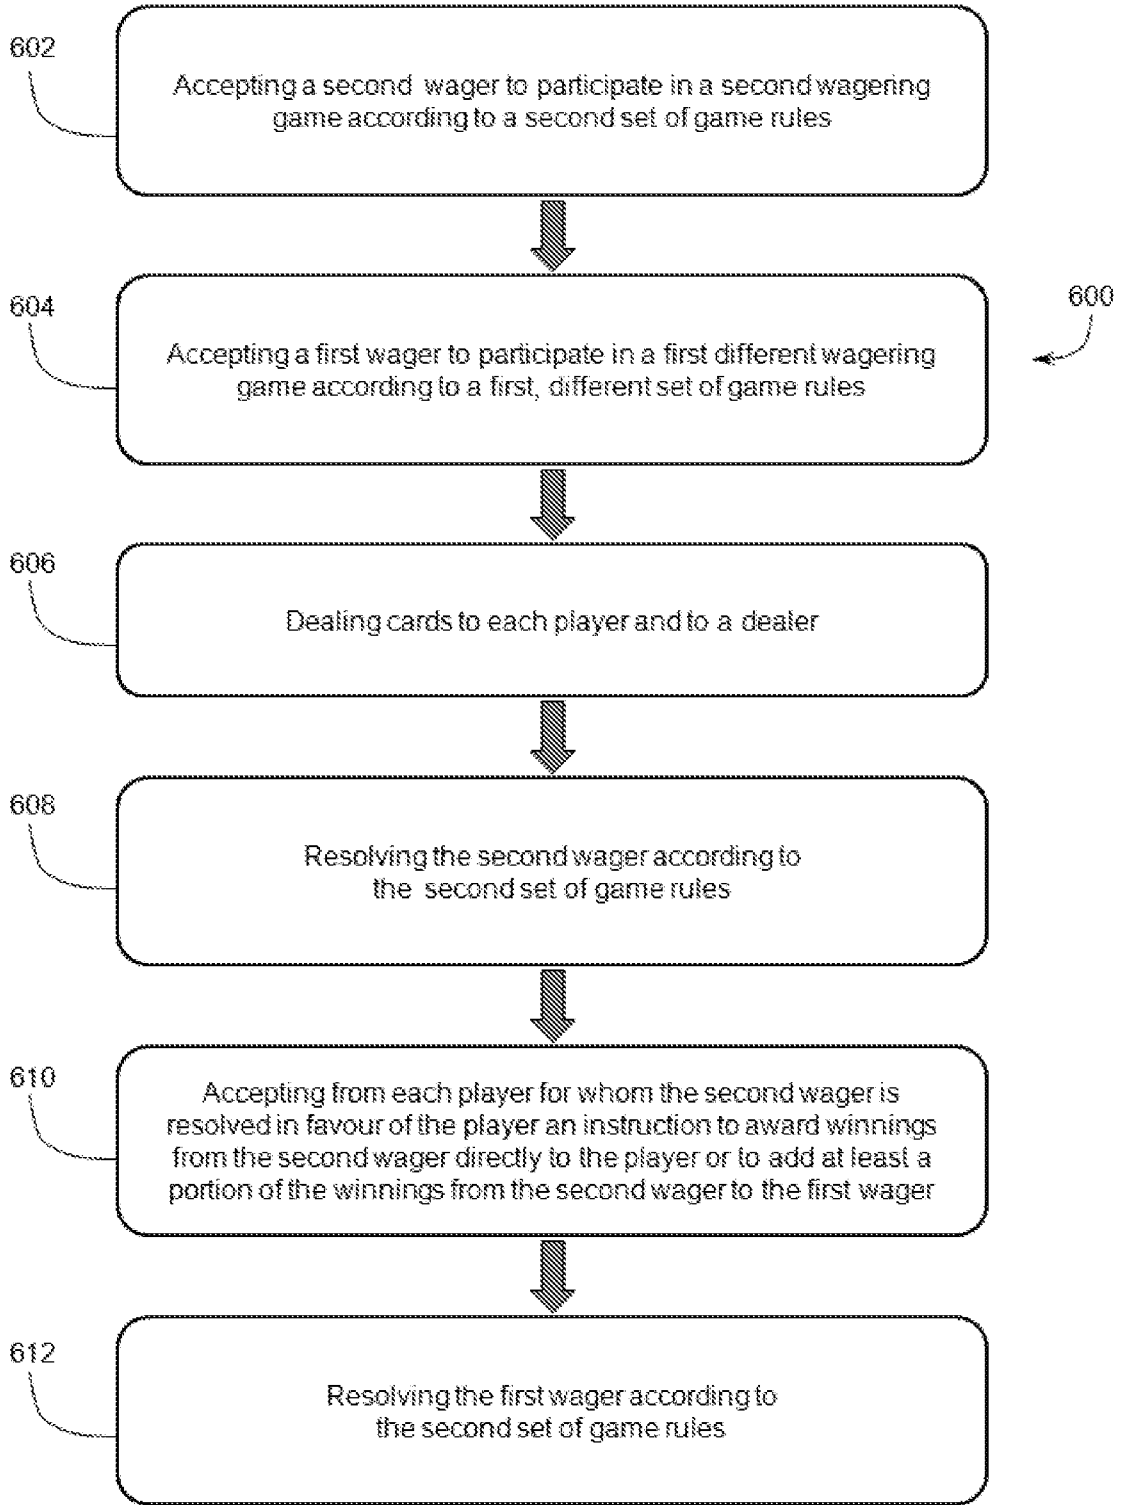 602
Accepting a second wager to participate in a second wagering
game according to a second set of game rules
604
600
Accepting a first wager to participate in a first different wagering
game according to a first, different set of game rules
606
Dealing cards to each player and to a dealer
608
Resolving the second wager according to
the second set of game rules
610
Accepting from each player for whom the second wager is
resolved in favour of the player an instruction to award winnings
from the second wager directly to the player or to add at least a
portion of the winnings from the second wager to the first wager
612
Resolving the first wager according to
the second set of game rules